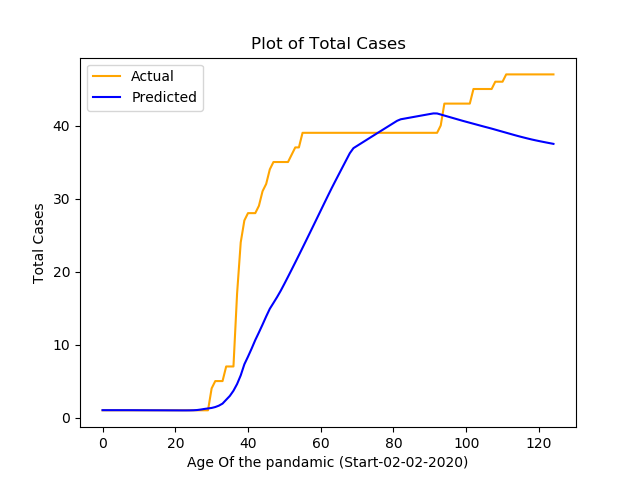 Plot of Total Cases
Actual
Predicted
Total Cases
40
30
20
10
0
0 20 40 60 80 100 120
Age Of the pandamic (Start-02-02-2020)